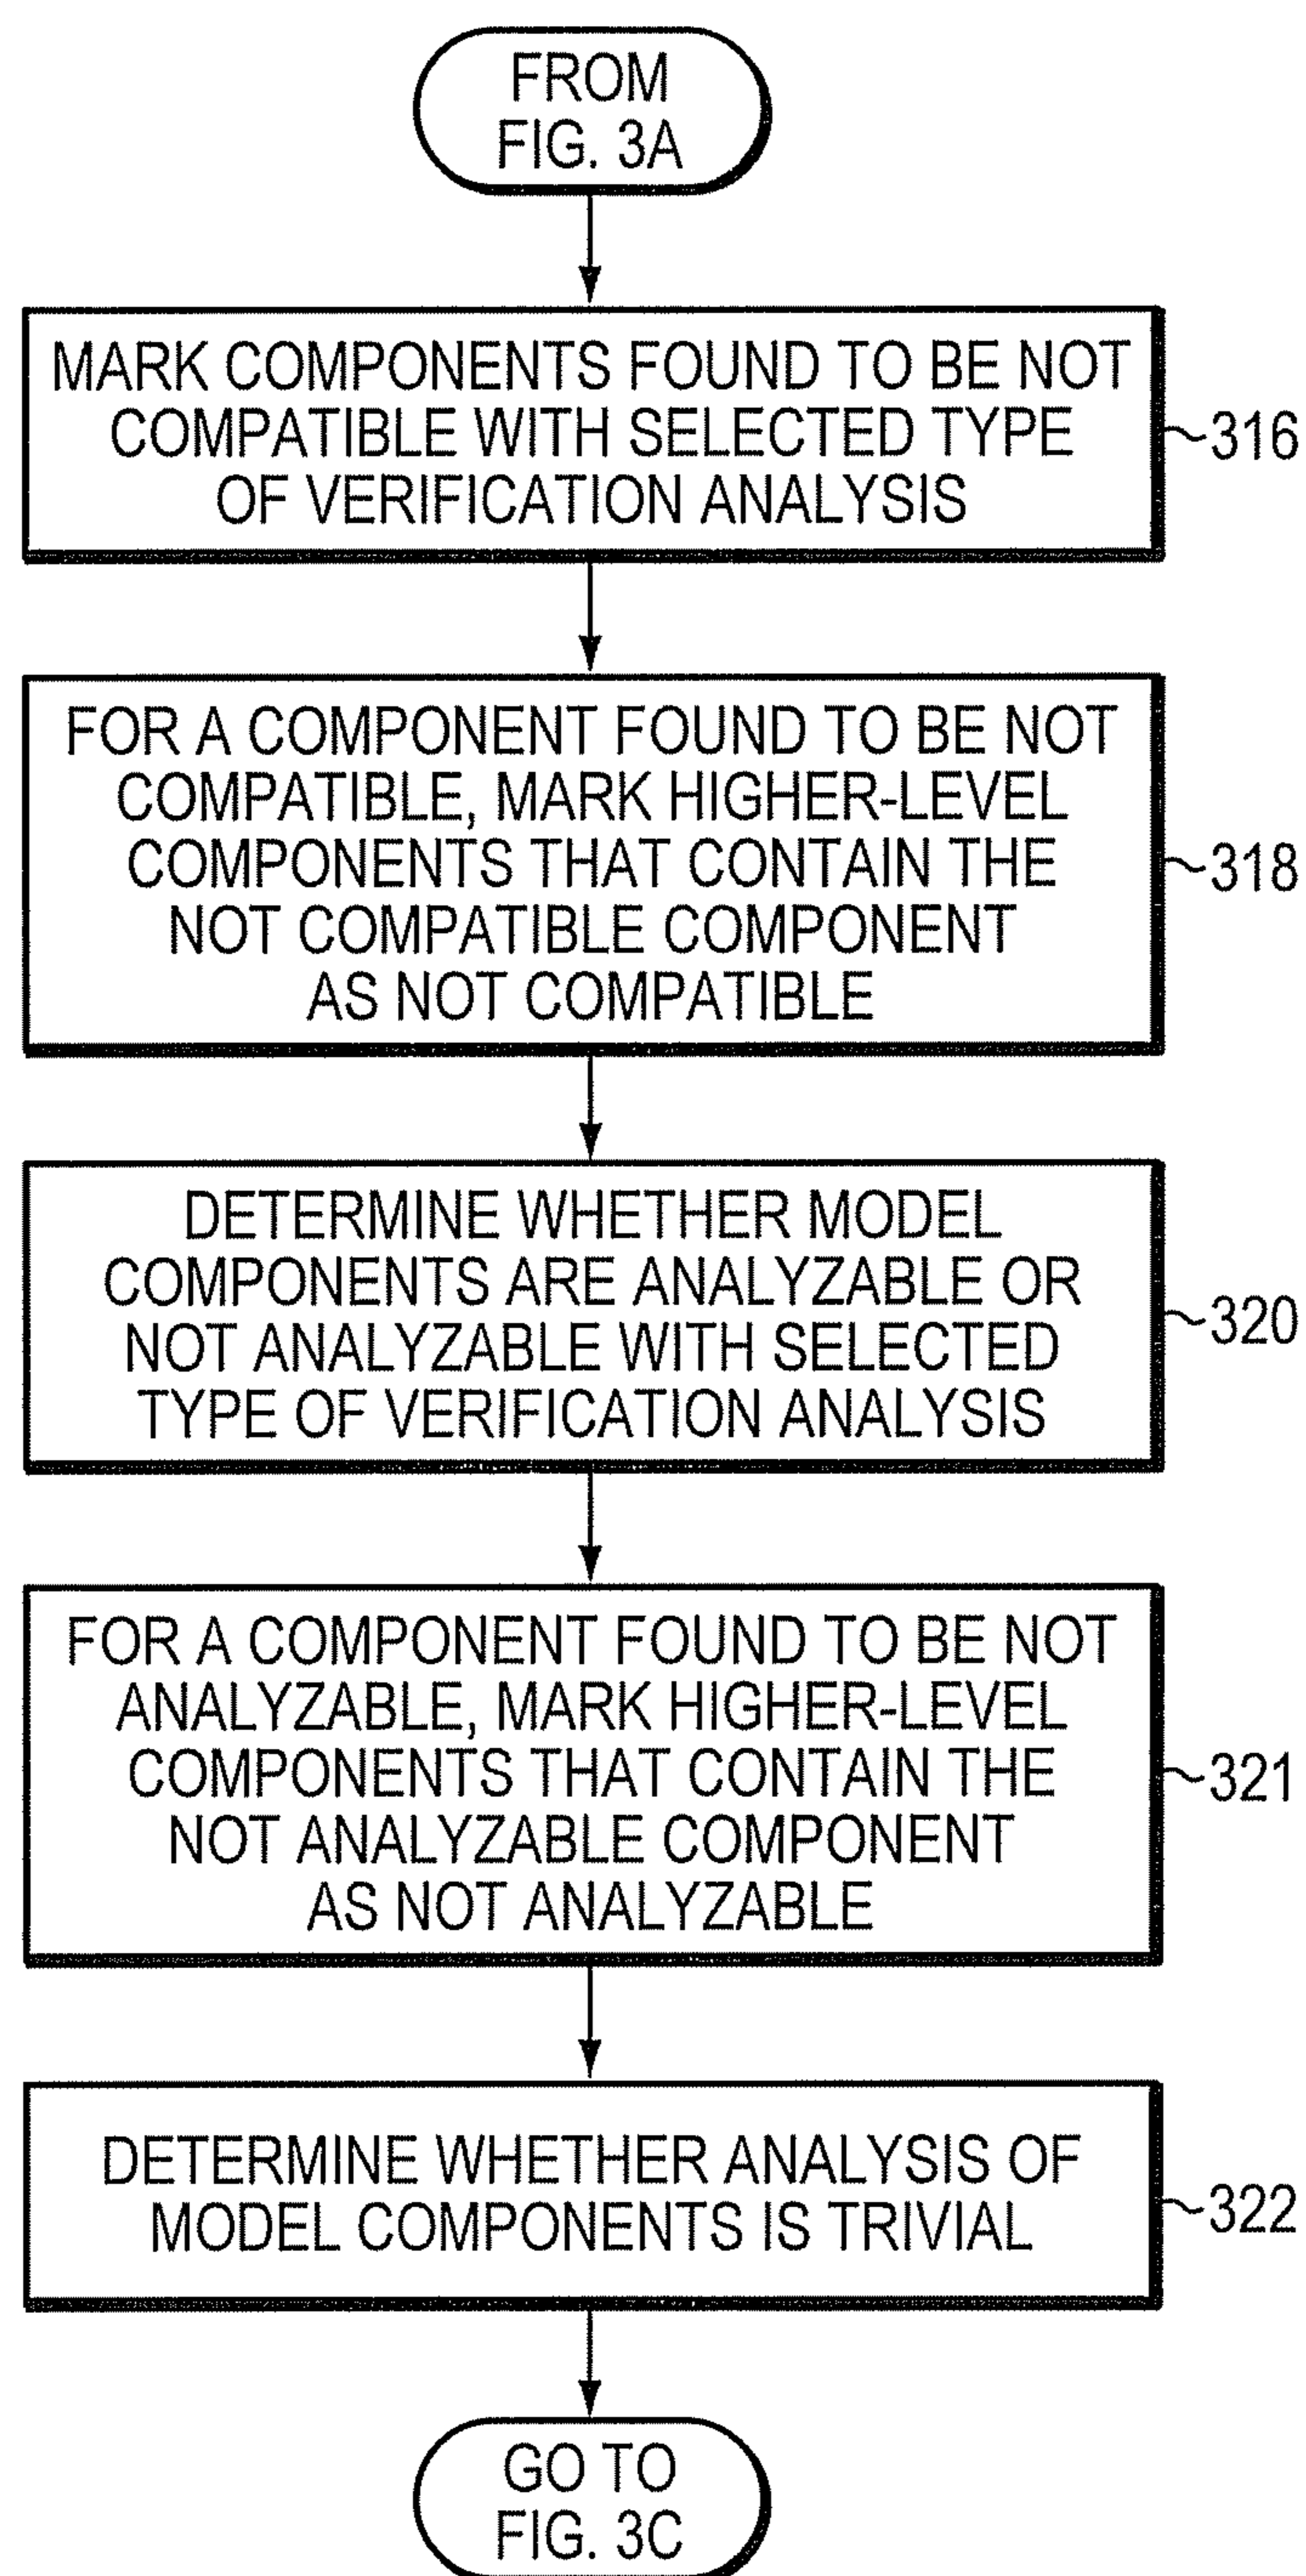 FROM
FIG. 3A
MARK COMPONENTS FOUND TO BE NOT
COMPATIBLE WITH SELECTED TYPE
OF VERIFICATION ANALYSIS
316
FOR A COMPONENT FOUND TO BE NOT
COMPATIBLE, MARK HIGHER-LEVEL
COMPONENTS THAT CONTAIN THE
NOT COMPATIBLE COMPONENT
AS NOT COMPATIBLE
318
DETERMINE WHETHER MODEL
COMPONENTS ARE ANALYZABLE OR
NOT ANALYZABLE WITH SELECTED
TYPE OF VERIFICATION ANALYSIS
320
FOR A COMPONENT FOUND TO BE NOT
ANALYZABLE, MARK HIGHER-LEVEL
COMPONENTS THAT CONTAIN THE
NOT ANALYZABLE COMPONENT
AS NOT ANALYZABLE
321
DETERMINE WHETHER ANALYSIS OF
MODEL COMPONENTS IS TRIVIAL
322
GO TO
FIG. 3C